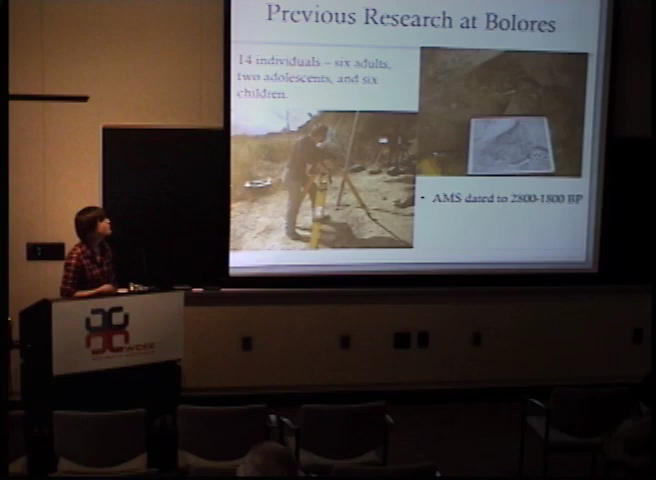 Previous Research at Bolores
14 individuals – six adults,
two adolescents, and six
children.
• AMS dated to 2800-1800 BP